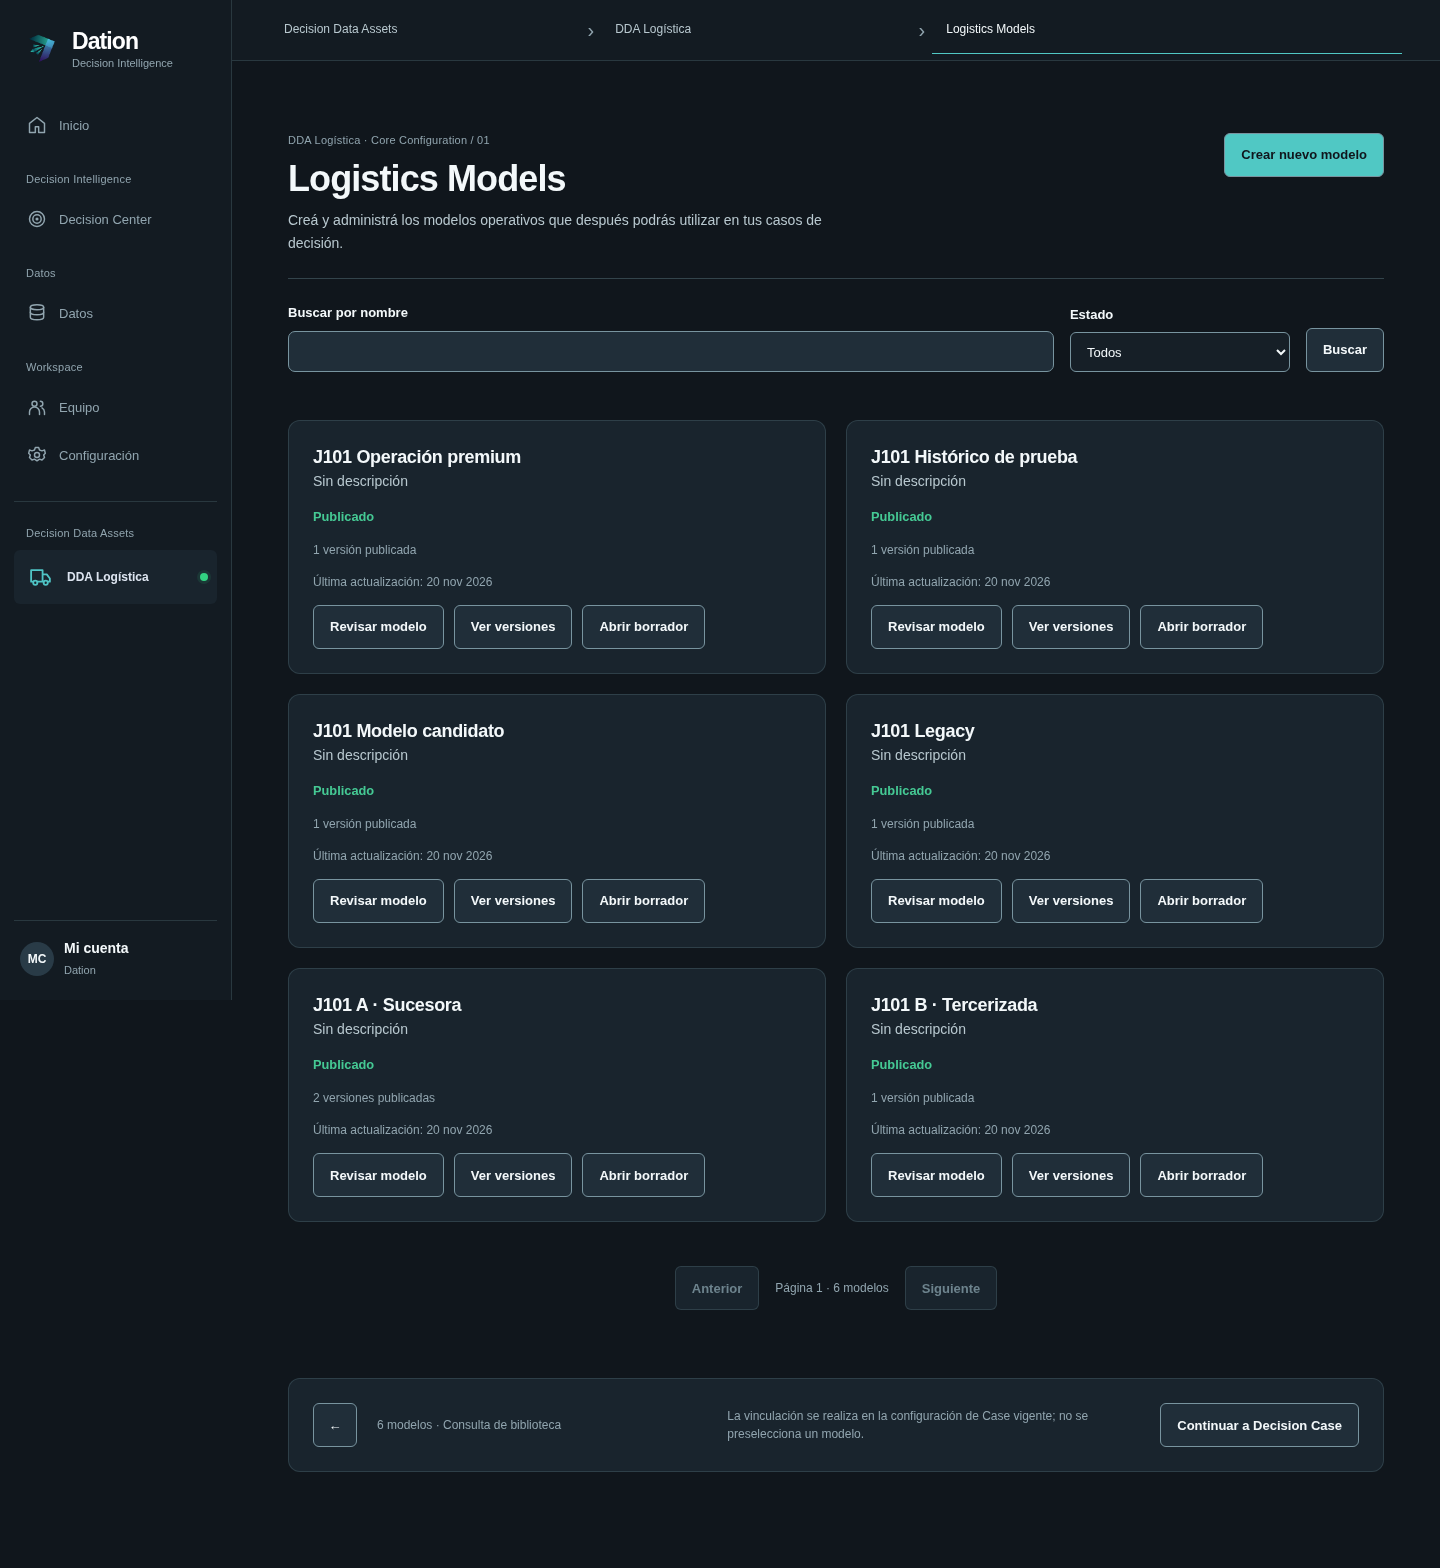 Dation
Decision Intelligence
Inicio
Decision Intelligence
Decision Center
Datos
Datos
Workspace
Equipo
Configuración
Decision Data Assets
DDA Logística
MC
Mi cuenta
Dation
Decision Data Assets
DDA Logística
Logistics Models
DDA Logística · Core Configuration / 01
Logistics Models
Creá y administrá los modelos operativos que después podrás utilizar en tus casos de
decisión.
Crear nuevo modelo
Buscar por nombre
Estado
Todos
Buscar
J101 Operación premium
Sin descripción
Publicado
1 versión publicada
Última actualización: 20 nov 2026
Revisar modelo
Ver versiones
Abrir borrador
J101 Histórico de prueba
Sin descripción
Publicado
1 versión publicada
Última actualización: 20 nov 2026
Revisar modelo
Ver versiones
Abrir borrador
J101 Modelo candidato
Sin descripción
Publicado
1 versión publicada
Última actualización: 20 nov 2026
Revisar modelo
Ver versiones
Abrir borrador
J101 Legacy
Sin descripción
Publicado
1 versión publicada
Última actualización: 20 nov 2026
Revisar modelo
Ver versiones
Abrir borrador
J101 A · Sucesora
Sin descripción
Publicado
2 versiones publicadas
Última actualización: 20 nov 2026
Revisar modelo
Ver versiones
Abrir borrador
J101 B · Tercerizada
Sin descripción
Publicado
1 versión publicada
Última actualización: 20 nov 2026
Revisar modelo
Ver versiones
Abrir borrador
Anterior
Página 1 · 6 modelos
Siguiente
←
6 modelos · Consulta de biblioteca
La vinculación se realiza en la configuración de Case vigente; no se
preselecciona un modelo.
Continuar a Decision Case